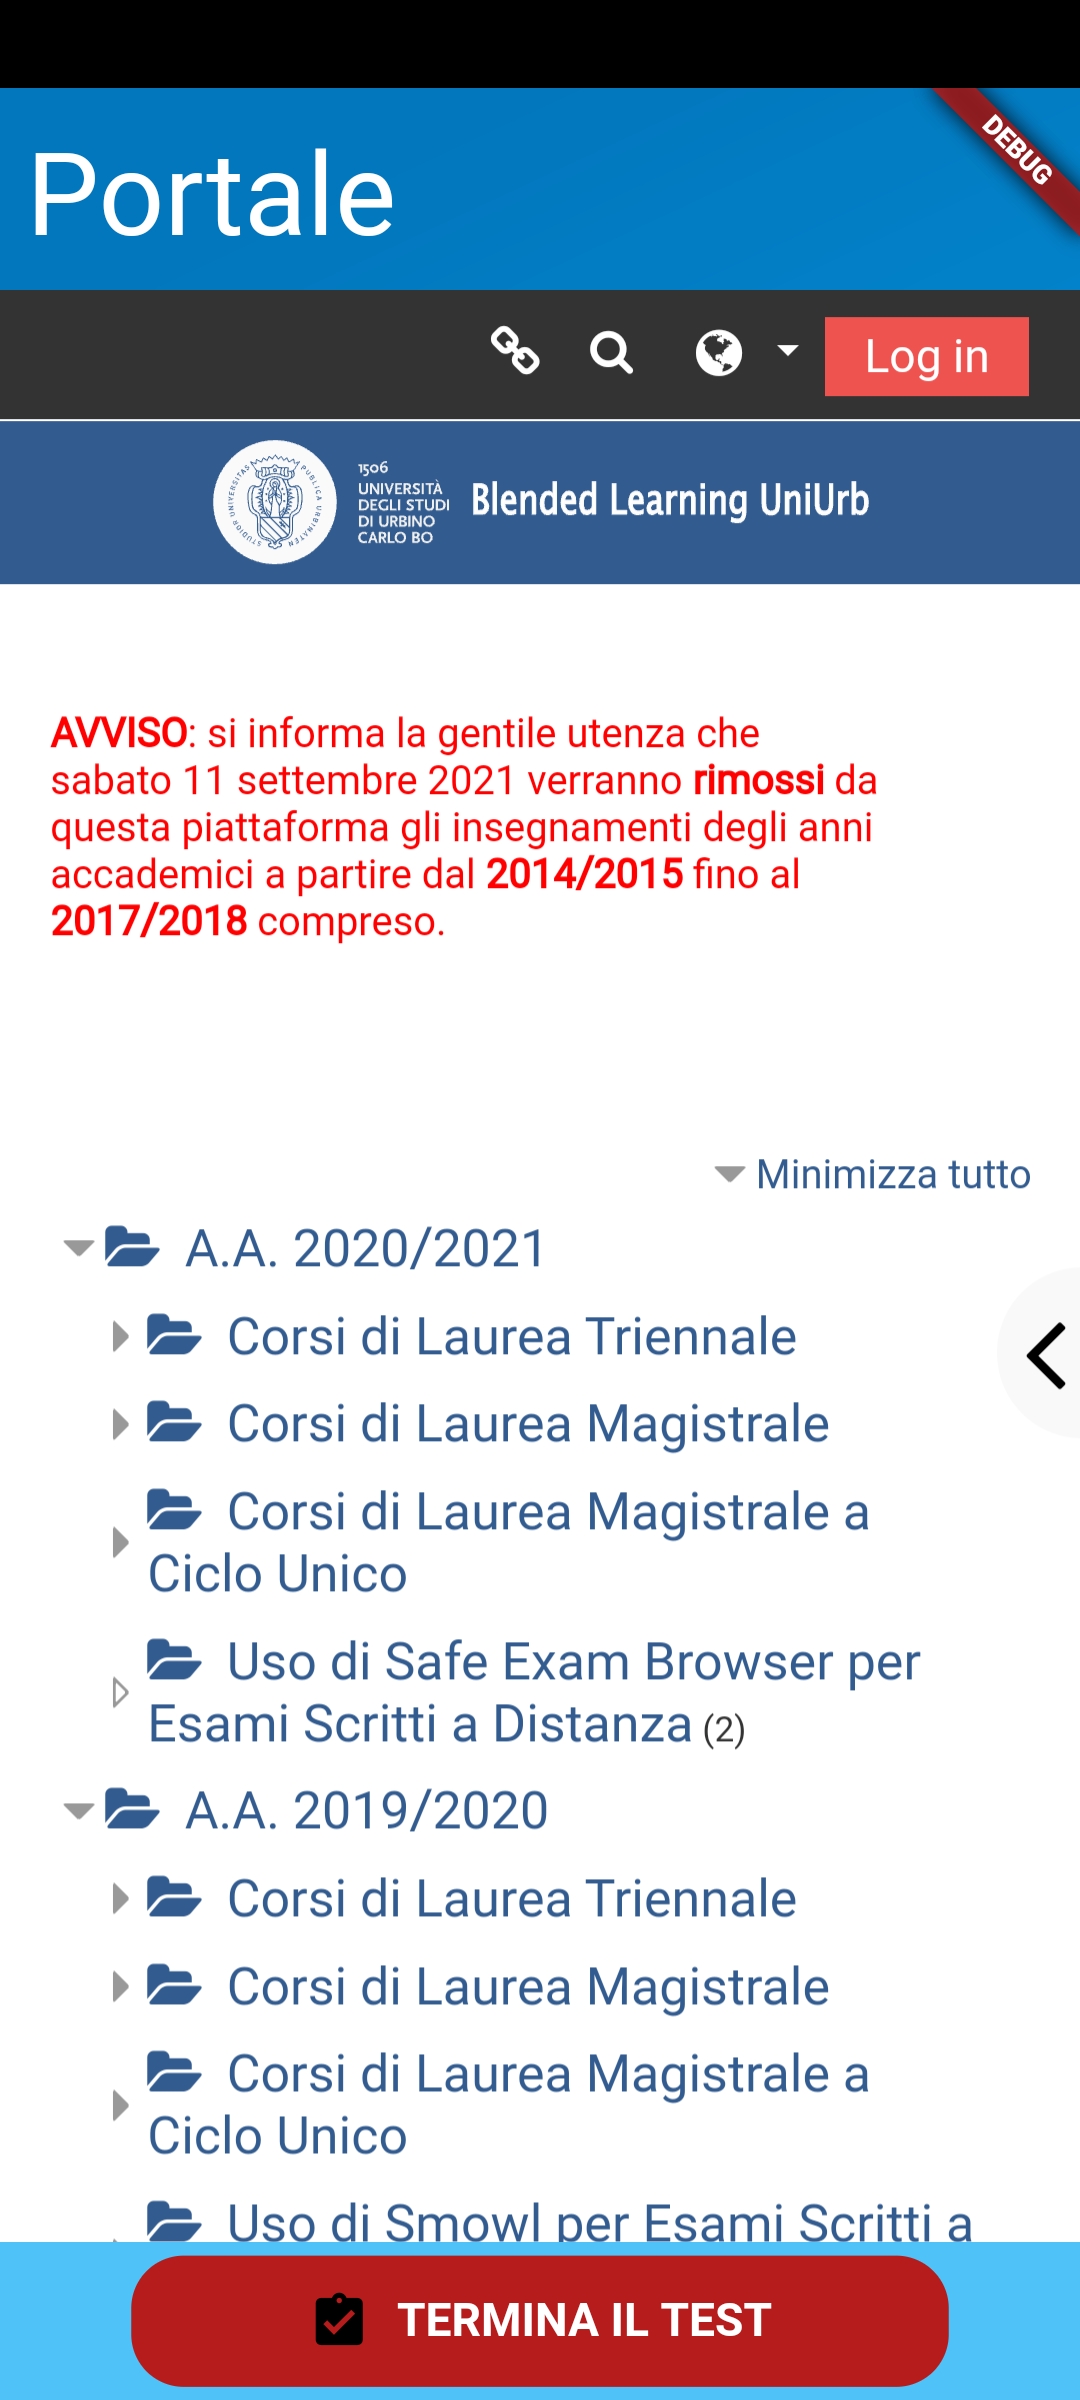 Portale
DEBUG
Log in
1506
UNIVERSITÀ
DEGLI STUDI
DI URBINO
CARLO BO
Blended Learning UniUrb
AVVISO: si informa la gentile utenza che
sabato 11 settembre 2021 verranno rimossi da
questa piattaforma gli insegnamenti degli anni
accademici a partire dal 2014/2015 fino al
2017/2018 compreso.
Minimizza tutto
A.A. 2020/2021
Corsi di Laurea Triennale
Corsi di Laurea Magistrale
Corsi di Laurea Magistrale a
Ciclo Unico
Uso di Safe Exam Browser per
Esami Scritti a Distanza (2)
A.A. 2019/2020
Corsi di Laurea Triennale
Corsi di Laurea Magistrale
Corsi di Laurea Magistrale a
Ciclo Unico
Uso di Smowl per Esami Scritti a
TERMINA IL TEST